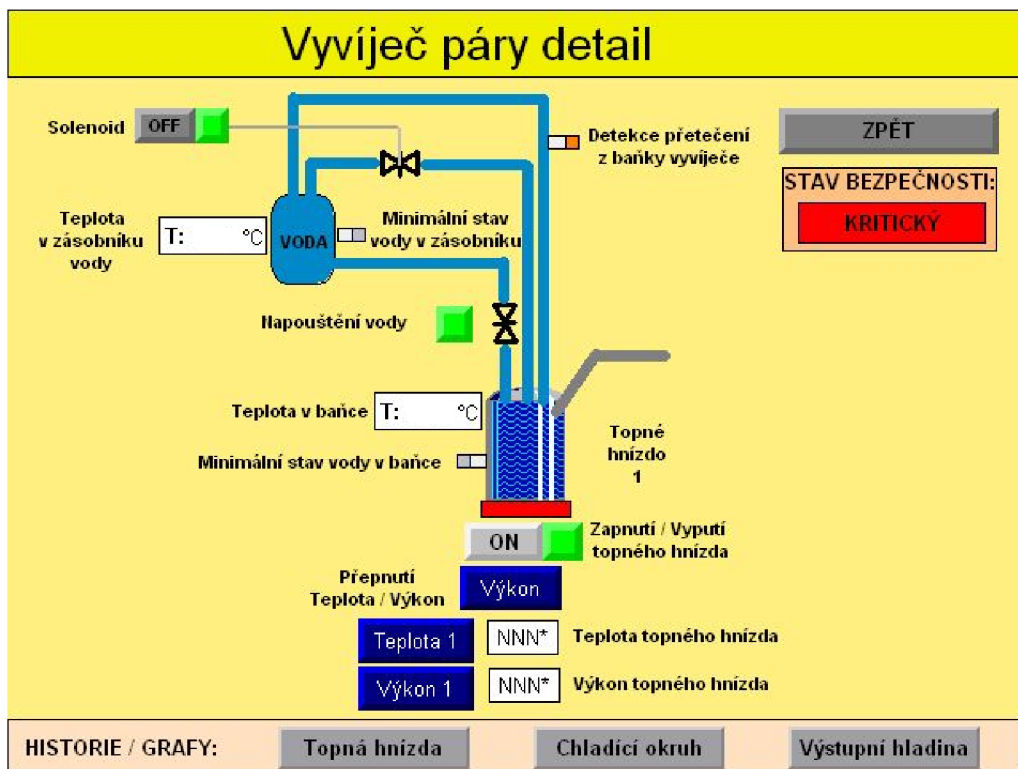 Vyvíječ páry detail
Solenoid
OFF
Detekce přetečení
z baňky vyvíječe
ZPĚT
STAV BEZPEČNOSTI:
KRITICKÝ
Teplota
v zásobníku
vody
T: °C
VODA
Minimální stav
vody v zásobníku
Napouštění vody
Teplota v baňce
T: °C
Minimální stav vody v baňce
Topné
hnízdo
1
ON
Zapnutí / Vyputí
topného hnízda
Přepnutí
Teplota / Výkon
Výkon
Teplota 1
NNN*
Teplota topného hnízda
Výkon 1
NNN*
Výkon topného hnízda
HISTORIE / GRAFY:
Topná hnízda
Chladící okruh
Výstupní hladina